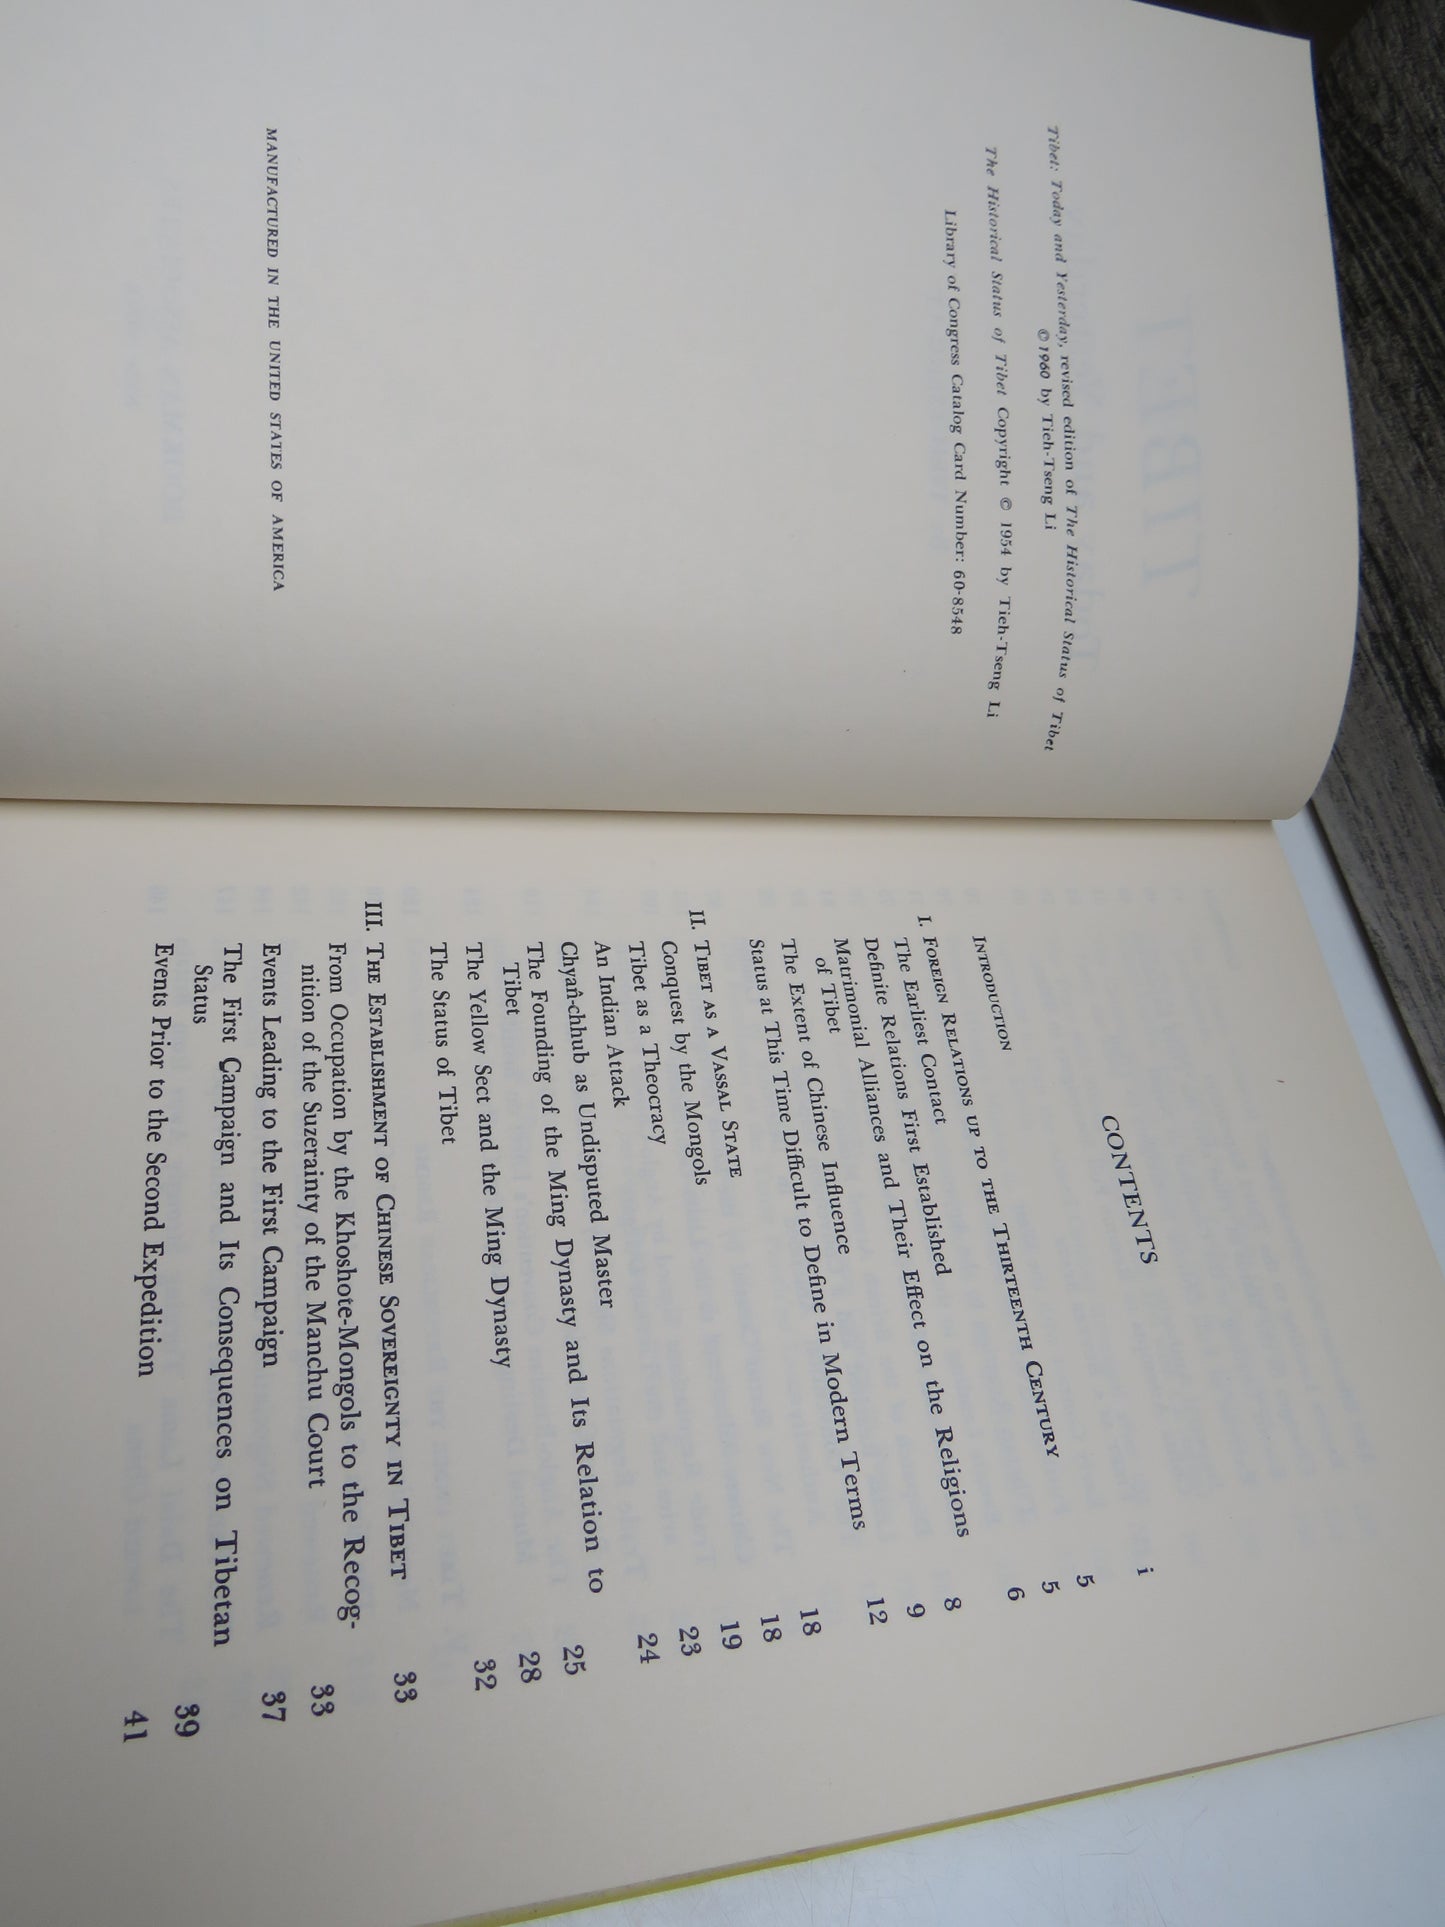 Tibet: Today and Yesterday, revised edition of The Historical Status of Tibet
© 1960 by Tieh-Tseng Li
The Historical Status of Tibet Copyright © 1954 by Tieh-Tseng Li
Library of Congress Catalog Card Number: 60-8548
MANUFACTURED IN THE UNITED STATES OF AMERICA
CONTENTS
INTRODUCTION i
I. FOREIGN RELATIONS UP TO THE THIRTEENTH CENTURY 5
The Earliest Contact 5
Definite Relations First Established 6
Matrimonial Alliances and Their Effect on the Religions
of Tibet 8
The Extent of Chinese Influence 9
Status at This Time Difficult to Define in Modern Terms 12
II. TIBET AS A VASSAL STATE 18
Conquest by the Mongols 18
Tibet as a Theocracy 19
An Indian Attack 23
Chyañ-chhub as Undisputed Master 24
The Founding of the Ming Dynasty and Its Relation to
Tibet 25
The Yellow Sect and the Ming Dynasty 28
The Status of Tibet 32
III. THE ESTABLISHMENT OF CHINESE SOVEREIGNTY IN TIBET 33
From Occupation by the Khoshote-Mongols to the Recog-
nition of the Suzerainty of the Manchu Court 33
Events Leading to the First Campaign 37
The First Campaign and Its Consequences on Tibetan
Status 39
Events Prior to the Second Expedition 41